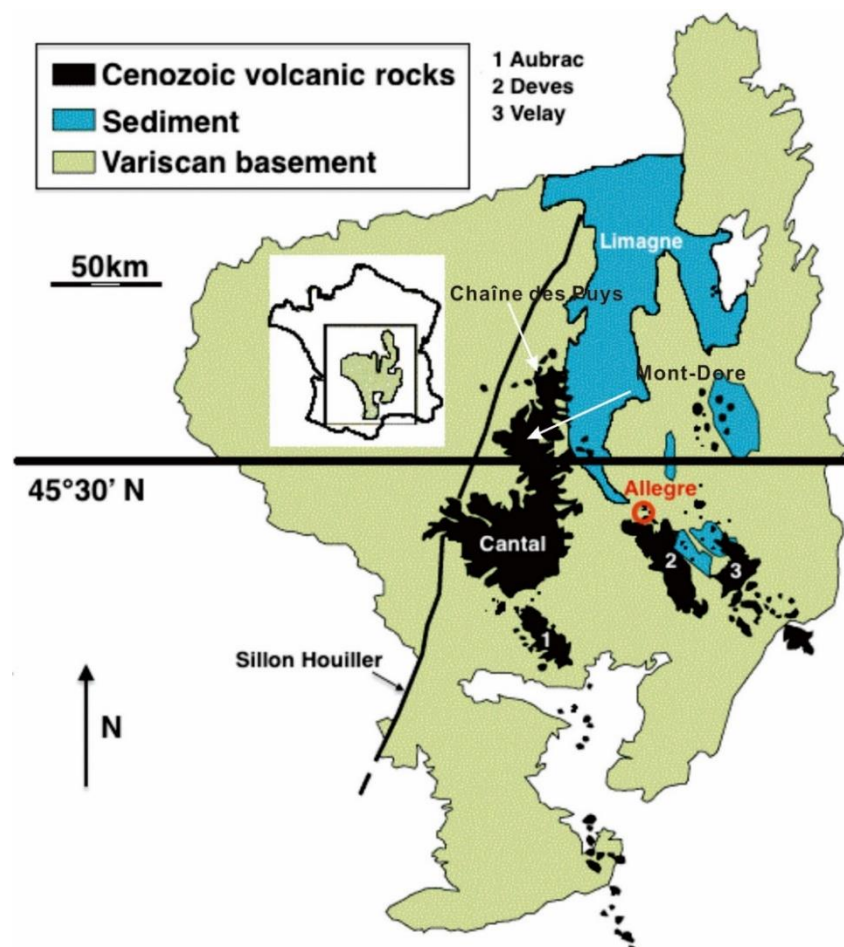 Cenozoic volcanic rocks
Sediment
Variscan basement
1 Aubrac
2 Deves
3 Velay
50km
Limagne
Chaîne des Puys
Mont-Dore
45°30' N
Allegre
Cantal
2
3
1
Sillon Houiller
N